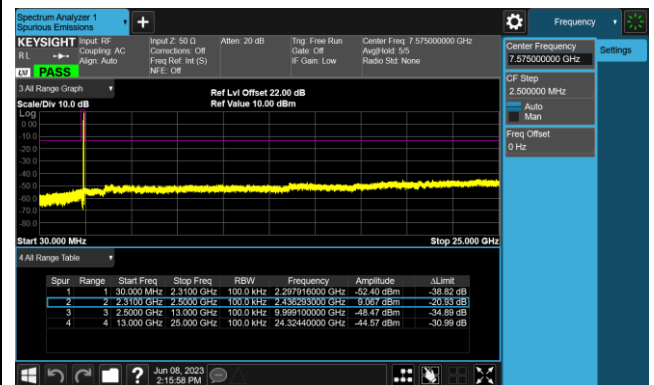 Spectrum Analyzer 1
Spurious Emissions
Frequency
KEYSIGHT
RL
Input: RF
Coupling: AC
Align: Auto
Input Z: 50 Ω
Corrections: Off
Freq Ref: Int (S)
NFE: Off
Atten: 20 dB
Trig: Free Run
Gate: Off
IF Gain: Low
Center Freq: 7.575000000 GHz
Avg|Hold: 5/5
Radio Std: None
LVI PASS
Center Frequency
7.575000000 GHz
Settings
CF Step
2.500000 MHz
Auto
Man
Freq Offset
0 Hz
3 All Range Graph
Scale/Div 10.0 dB
Ref Lvl Offset 22.00 dB
Ref Value 10.00 dBm
Log
0.00
-10.0
-20.0
-30.0
-40.0
-50.0
-60.0
-70.0
-80.0
Start 30.000 MHz Stop 25.000 GHz
4 All Range Table
Spur Range Start Freq Stop Freq RBW Frequency Amplitude ΔLimit
1 1 30.000 MHz 2.3100 GHz 100.0 kHz 2.297916000 GHz -52.40 dBm -38.82 dB
2 2 2.3100 GHz 2.5000 GHz 100.0 kHz 2.436293000 GHz 9.067 dBm -20.93 dB
3 3 2.5000 GHz 13.000 GHz 100.0 kHz 9.999100000 GHz -48.47 dBm -34.89 dB
4 4 13.000 GHz 25.000 GHz 100.0 kHz 24.32440000 GHz -44.57 dBm -30.99 dB
?
Jun 08, 2023
2:15:58 PM